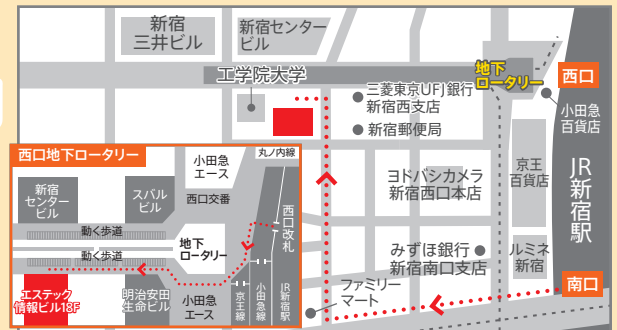 新宿
三井ビル
新宿センター
ビル
工学院大学
地下
ロータリー
西口
三菱東京UFJ銀行
新宿西支店
小田急
百貨店
新宿郵便局
西口地下ロータリー
丸ノ内線
小田急
エース
新宿
センター
ビル
スバル
ビル
西口交番
西口改札
動く歩道
地下
ロータリー
動く歩道
エステック
情報ビル18F
明治安田
生命ビル
小田急
エース
京王線
小田急線
JR新宿駅
ヨドバシカメラ
新宿西口本店
京王
百貨店
JR新宿駅
みずほ銀行
新宿南口支店
ルミネ
新宿
ファミリー
マート
南口